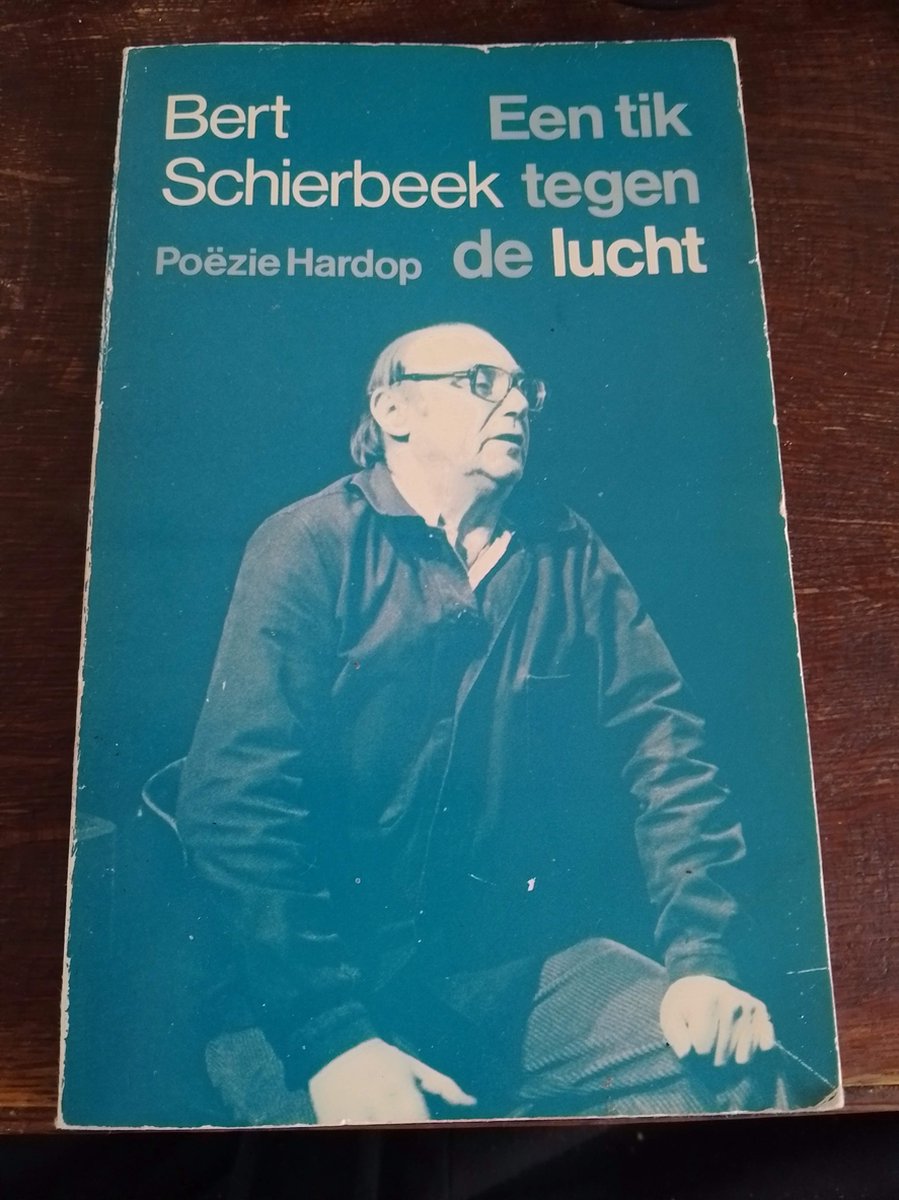 Bert
Schierbeek
Poëzie Hardop
Een tik
tegen
de lucht